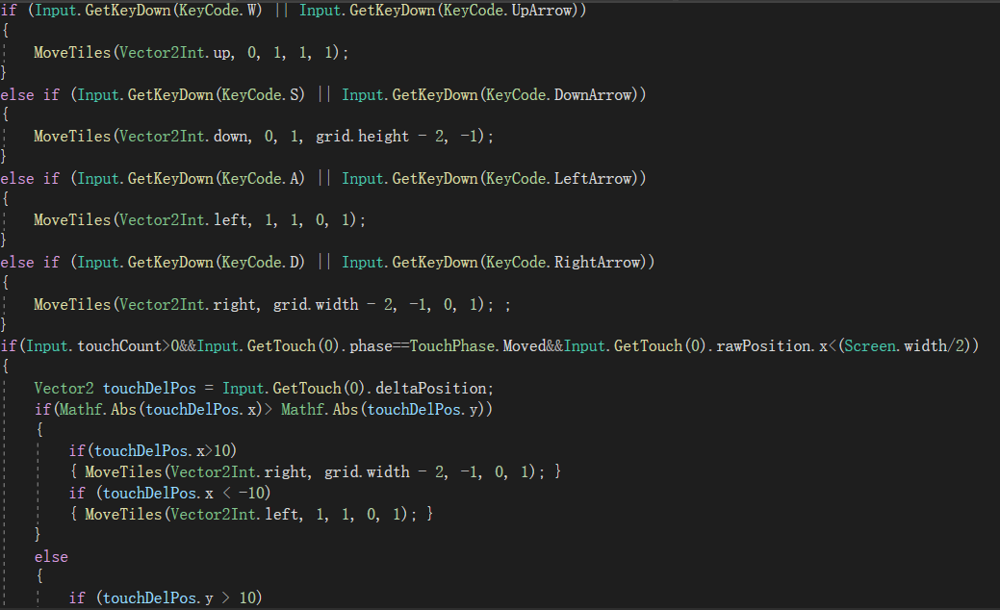 if (Input.GetKeyDown(KeyCode.W) || Input.GetKeyDown(KeyCode.UpArrow))
{
MoveTiles(Vector2Int.up, 0, 1, 1, 1);
}
else if (Input.GetKeyDown(KeyCode.S) || Input.GetKeyDown(KeyCode.DownArrow))
{
MoveTiles(Vector2Int.down, 0, 1, grid.height - 2, -1);
}
else if (Input.GetKeyDown(KeyCode.A) || Input.GetKeyDown(KeyCode.LeftArrow))
{
MoveTiles(Vector2Int.left, 1, 1, 0, 1);
}
else if (Input.GetKeyDown(KeyCode.D) || Input.GetKeyDown(KeyCode.RightArrow))
{
MoveTiles(Vector2Int.right, grid.width - 2, -1, 0, 1); ;
}
if(Input.touchCount>0&&Input.GetTouch(0).phase==TouchPhase.Moved&&Input.GetTouch(0).rawPosition.x<(Screen.width/2))
{
Vector2 touchDelPos = Input.GetTouch(0).deltaPosition;
if(Mathf.Abs(touchDelPos.x)> Mathf.Abs(touchDelPos.y))
{
if(touchDelPos.x>10)
{ MoveTiles(Vector2Int.right, grid.width - 2, -1, 0, 1); }
if (touchDelPos.x < -10)
{ MoveTiles(Vector2Int.left, 1, 1, 0, 1); }
}
else
{
if (touchDelPos.y > 10)